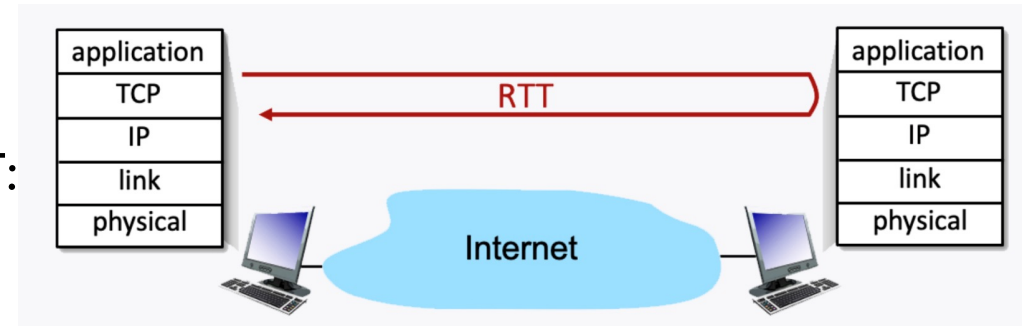 application
TCP
IP
link
physical
RTT
Internet
application
TCP
IP
link
physical